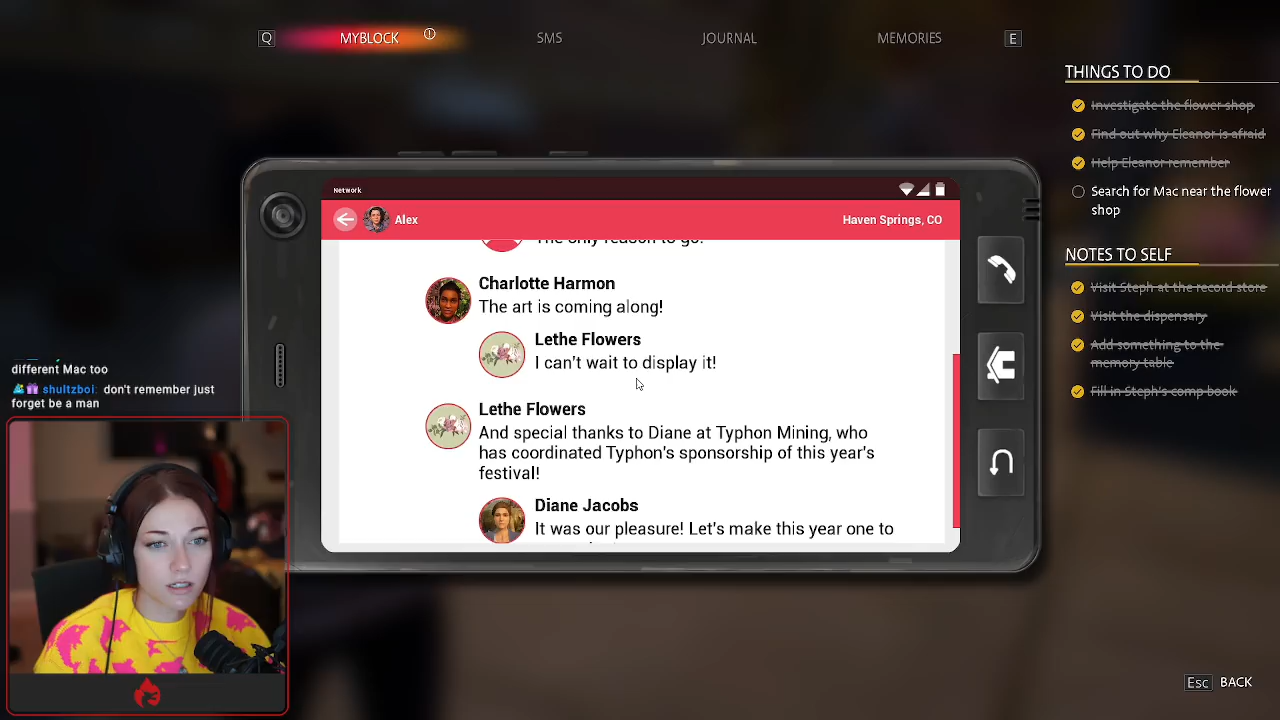 Q
MYBLOCK
SMS
JOURNAL
MEMORIES
E
THINGS TO DO
Investigate the flower shop
Find out why Eleanor is afraid
Help Eleanor remember
Search for Mac near the flower
shop
NOTES TO SELF
Visit Steph at the record store
Visit the dispensary
Add something to the
memory table
Fill in Steph's comp book
Network
Alex
Haven Springs, CO
The only reason to go!
Charlotte Harmon
The art is coming along!
Lethe Flowers
I can't wait to display it!
Lethe Flowers
And special thanks to Diane at Typhon Mining, who
has coordinated Typhon's sponsorship of this year's
festival!
Diane Jacobs
It was our pleasure! Let's make this year one to
different Mac too
shultzboi: don't remember just
forget be a man
Esc BACK